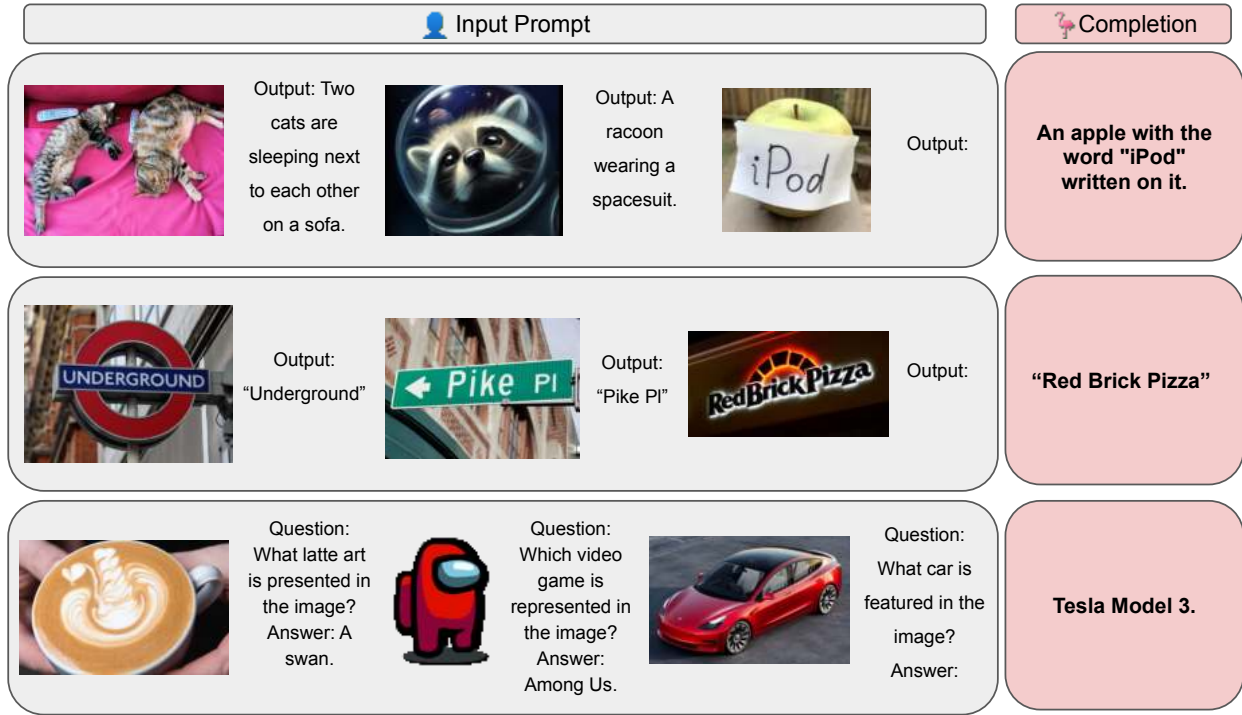 Input Prompt
Completion
Output: Two
cats are
sleeping next
to each other
on a sofa.
Output: A
racoon
wearing a
spacesuit.
iPod
Output:
An apple with the
word "iPod"
written on it.
UNDERGROUND
Output:
“Underground”
Pike Pl
Output:
“Pike Pl”
Red Brick Pizza
Output:
“Red Brick Pizza”
Question:
What latte art
is presented in
the image?
Answer: A
swan.
Question:
Which video
game is
represented in
the image?
Answer:
Among Us.
Question:
What car is
featured in the
image?
Answer:
Tesla Model 3.